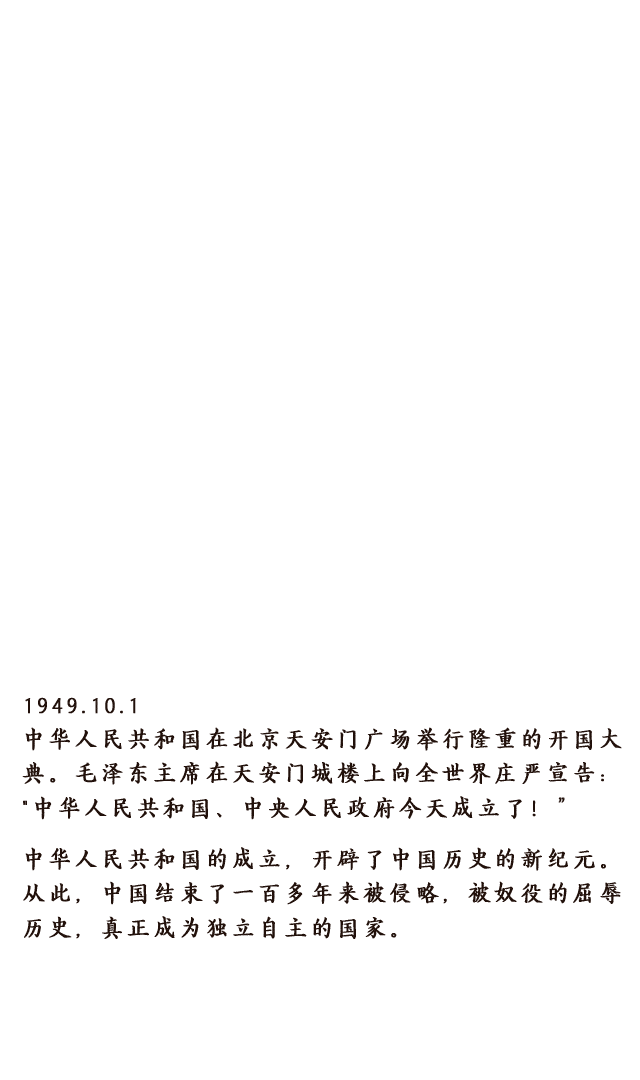 1949.10.1
中华人民共和国在北京天安门广场举行隆重的开国大
典。毛泽东主席在天安门城楼上向全世界庄严宣告：
"中华人民共和国、中央人民政府今天成立了！”
中华人民共和国的成立，开辟了中国历史的新纪元。
从此，中国结束了一百多年来被侵略，被奴役的屈辱
历史，真正成为独立自主的国家。